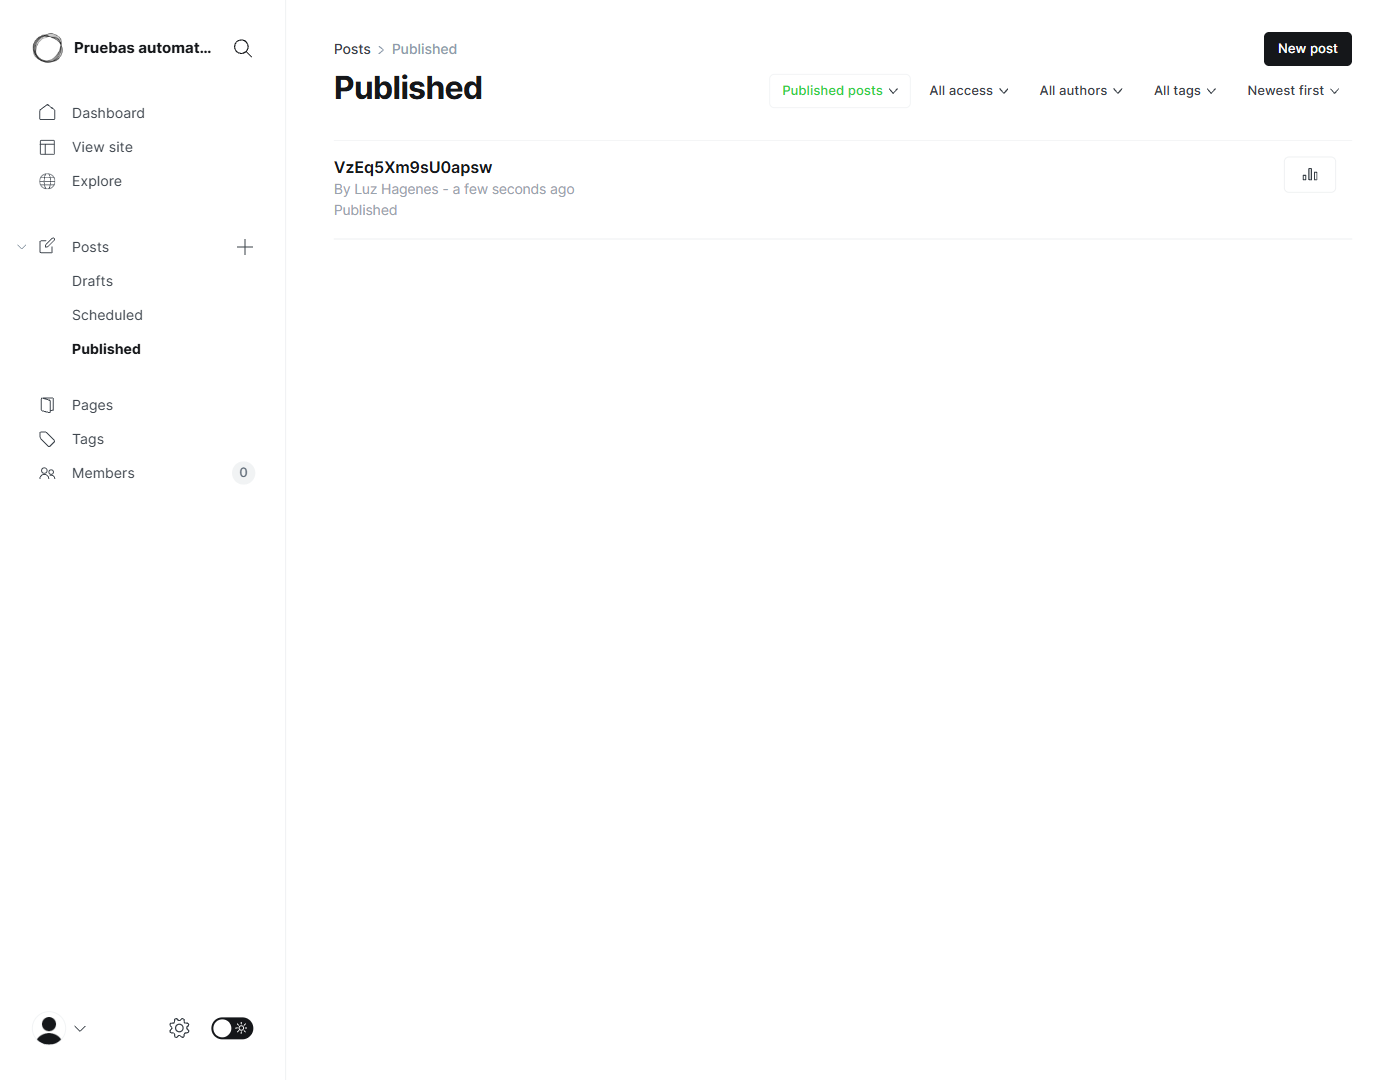 Pruebas automat...
Dashboard
View site
Explore
Posts
Drafts
Scheduled
Published
Pages
Tags
Members 0
Posts > Published
New post
Published
Published posts All access All authors All tags Newest first
VzEq5Xm9sU0apsw
By Luz Hagenes - a few seconds ago
Published